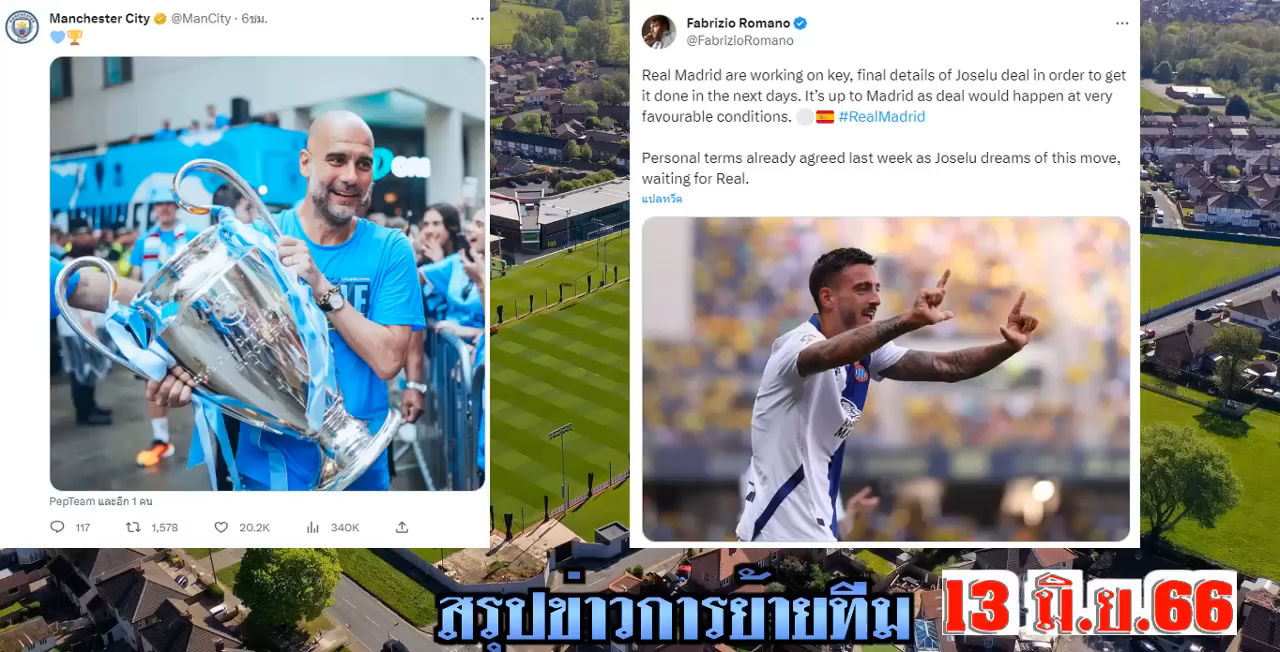 Manchester City @ManCity · 6ชม.
PepTeam และอีก 1 คน
117 1,578 20.2K 340K
Fabrizio Romano
@FabrizioRomano
Real Madrid are working on key, final details of Joselu deal in order to get
it done in the next days. It’s up to Madrid as deal would happen at very
favourable conditions. ⚪🇪🇸 #RealMadrid
Personal terms already agreed last week as Joselu dreams of this move,
waiting for Real.
แปลทวีต
สรุปข่าวการย้ายทีม 13 มิ.ย.66